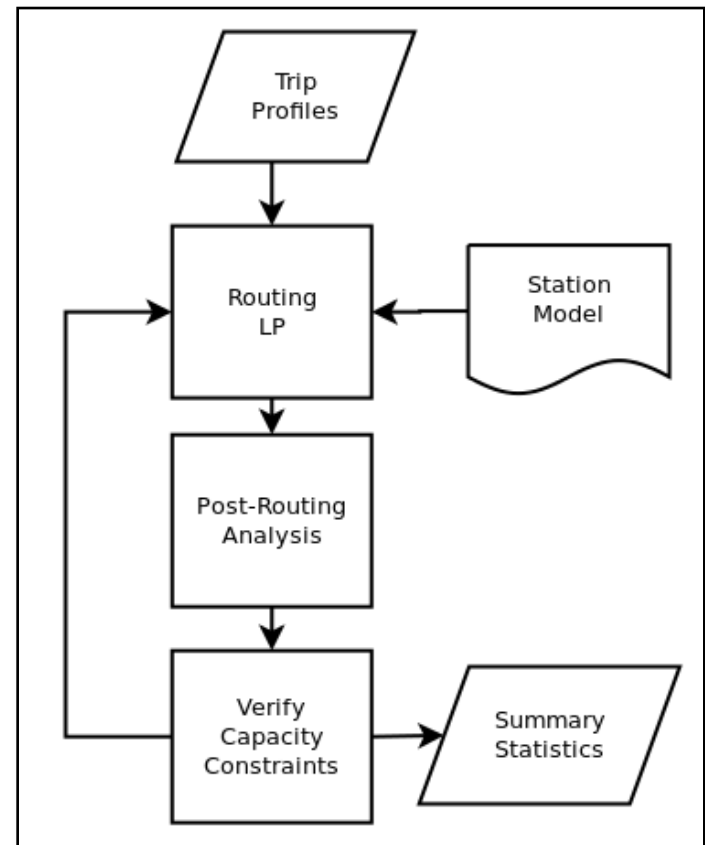 Trip
Profiles
Routing
LP
Station
Model
Post-Routing
Analysis
Verify
Capacity
Constraints
Summary
Statistics